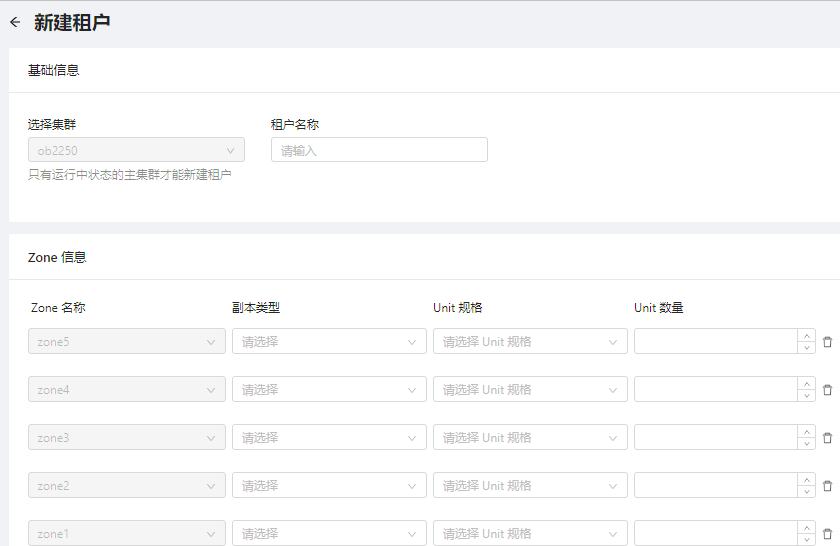 新建租户
基础信息
选择集群 租户名称
ob2250 请输入
只有运行中状态的主集群才能新建租户
Zone 信息
Zone 名称 副本类型 Unit 规格 Unit 数量
zone5 请选择 请选择 Unit 规格
zone4 请选择 请选择 Unit 规格
zone3 请选择 请选择 Unit 规格
zone2 请选择 请选择 Unit 规格
zone1 请选择 请选择 Unit 规格